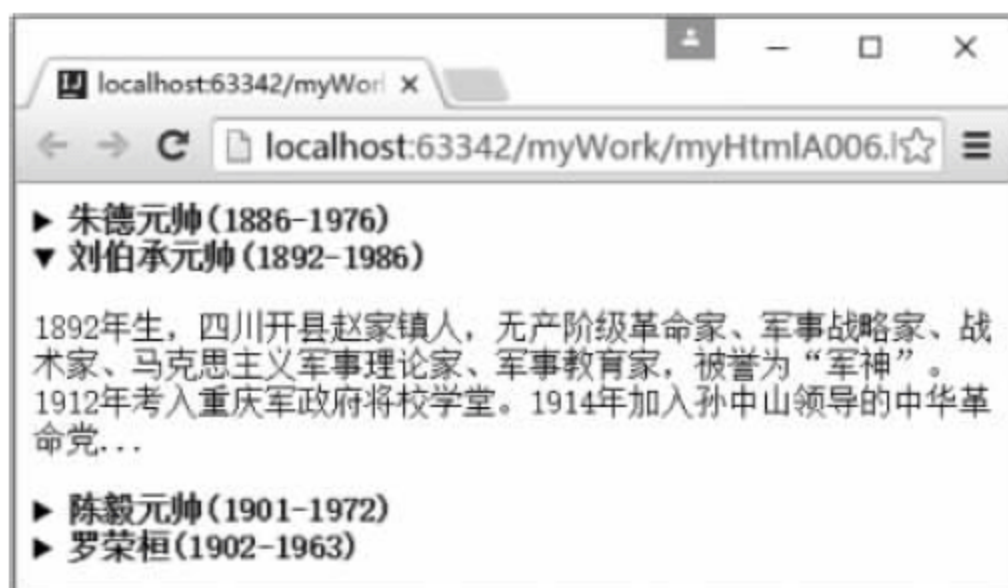 localhost:63342/myWor
localhost:63342/myWork/myHtmlA006.l
▶ 朱德元帅(1886-1976)
▼ 刘伯承元帅(1892-1986)
1892年生，四川开县赵家镇人，无产阶级革命家、军事战略家、战
术家、马克思主义军事理论家、军事教育家，被誉为“军神”。
1912年考入重庆军政府将校学堂。1914年加入孙中山领导的中华革
命党...
▶ 陈毅元帅(1901-1972)
▶ 罗荣桓(1902-1963)